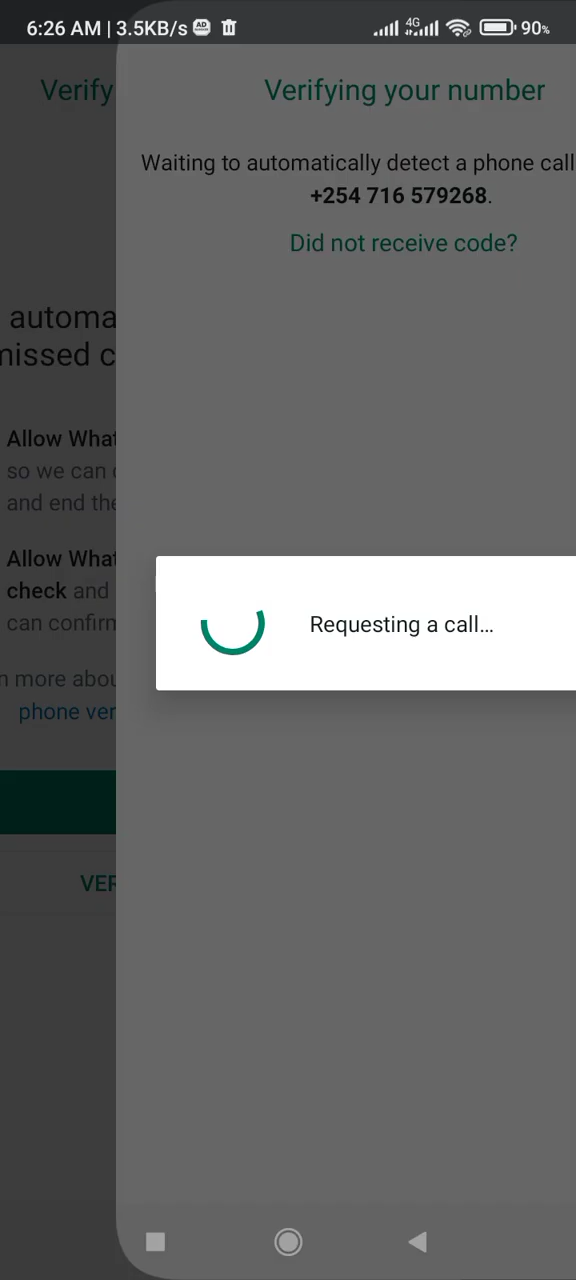 6:26 AM | 3.5KB/s AD
4G
90%
Verify
Verifying your number
Waiting to automatically detect a phone call
+254 716 579268.
Did not receive code?
automa
missed c
Allow What
so we can
and end the
Allow What
check and
can confirm
Requesting a call...
n more abou
phone ver
VER